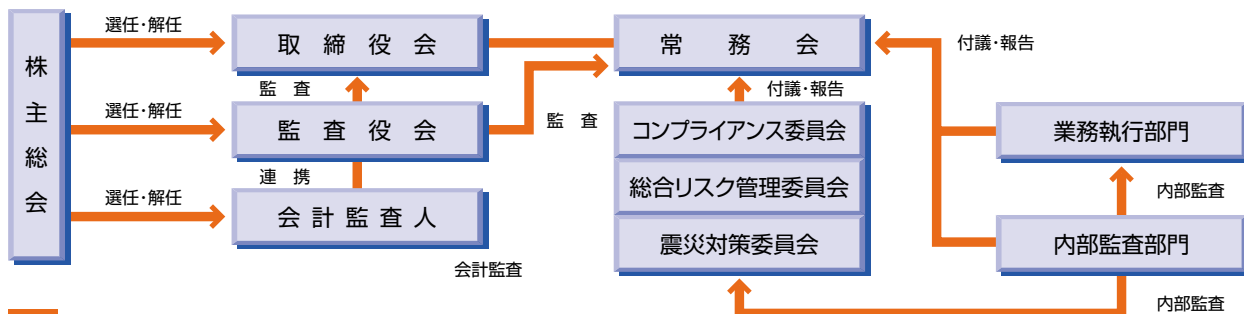 株主総会
選任・解任
取締役会
監査
選任・解任
監査役会
連携
選任・解任
会計監査人
会計監査
監査
常務会
付議・報告
コンプライアンス委員会
総合リスク管理委員会
震災対策委員会
付議・報告
業務執行部門
内部監査
内部監査部門
内部監査